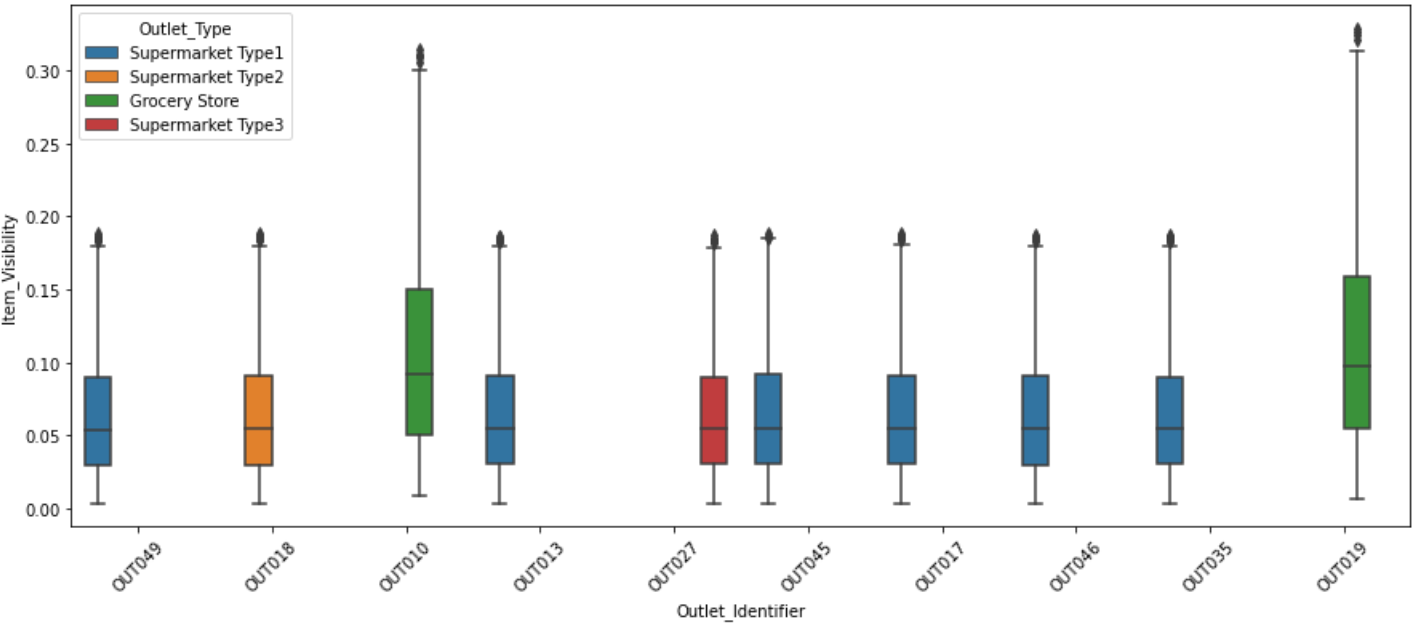 Outlet_Type
Supermarket Type1
Supermarket Type2
Grocery Store
Supermarket Type3
0.30
0.25
0.20
0.15
0.10
0.05
0.00
Item_Visibility
OUT049
OUT018
OUT010
OUT013
OUT027
OUT045
OUT017
OUT046
OUT035
OUT019
Outlet_Identifier